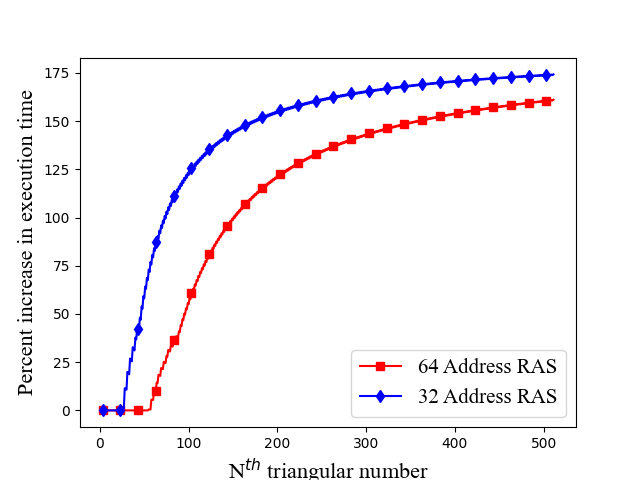 Percent increase in execution time
175
150
125
100
75
50
25
0
64 Address RAS
32 Address RAS
0 100 200 300 400 500
Nᵗʰ triangular number